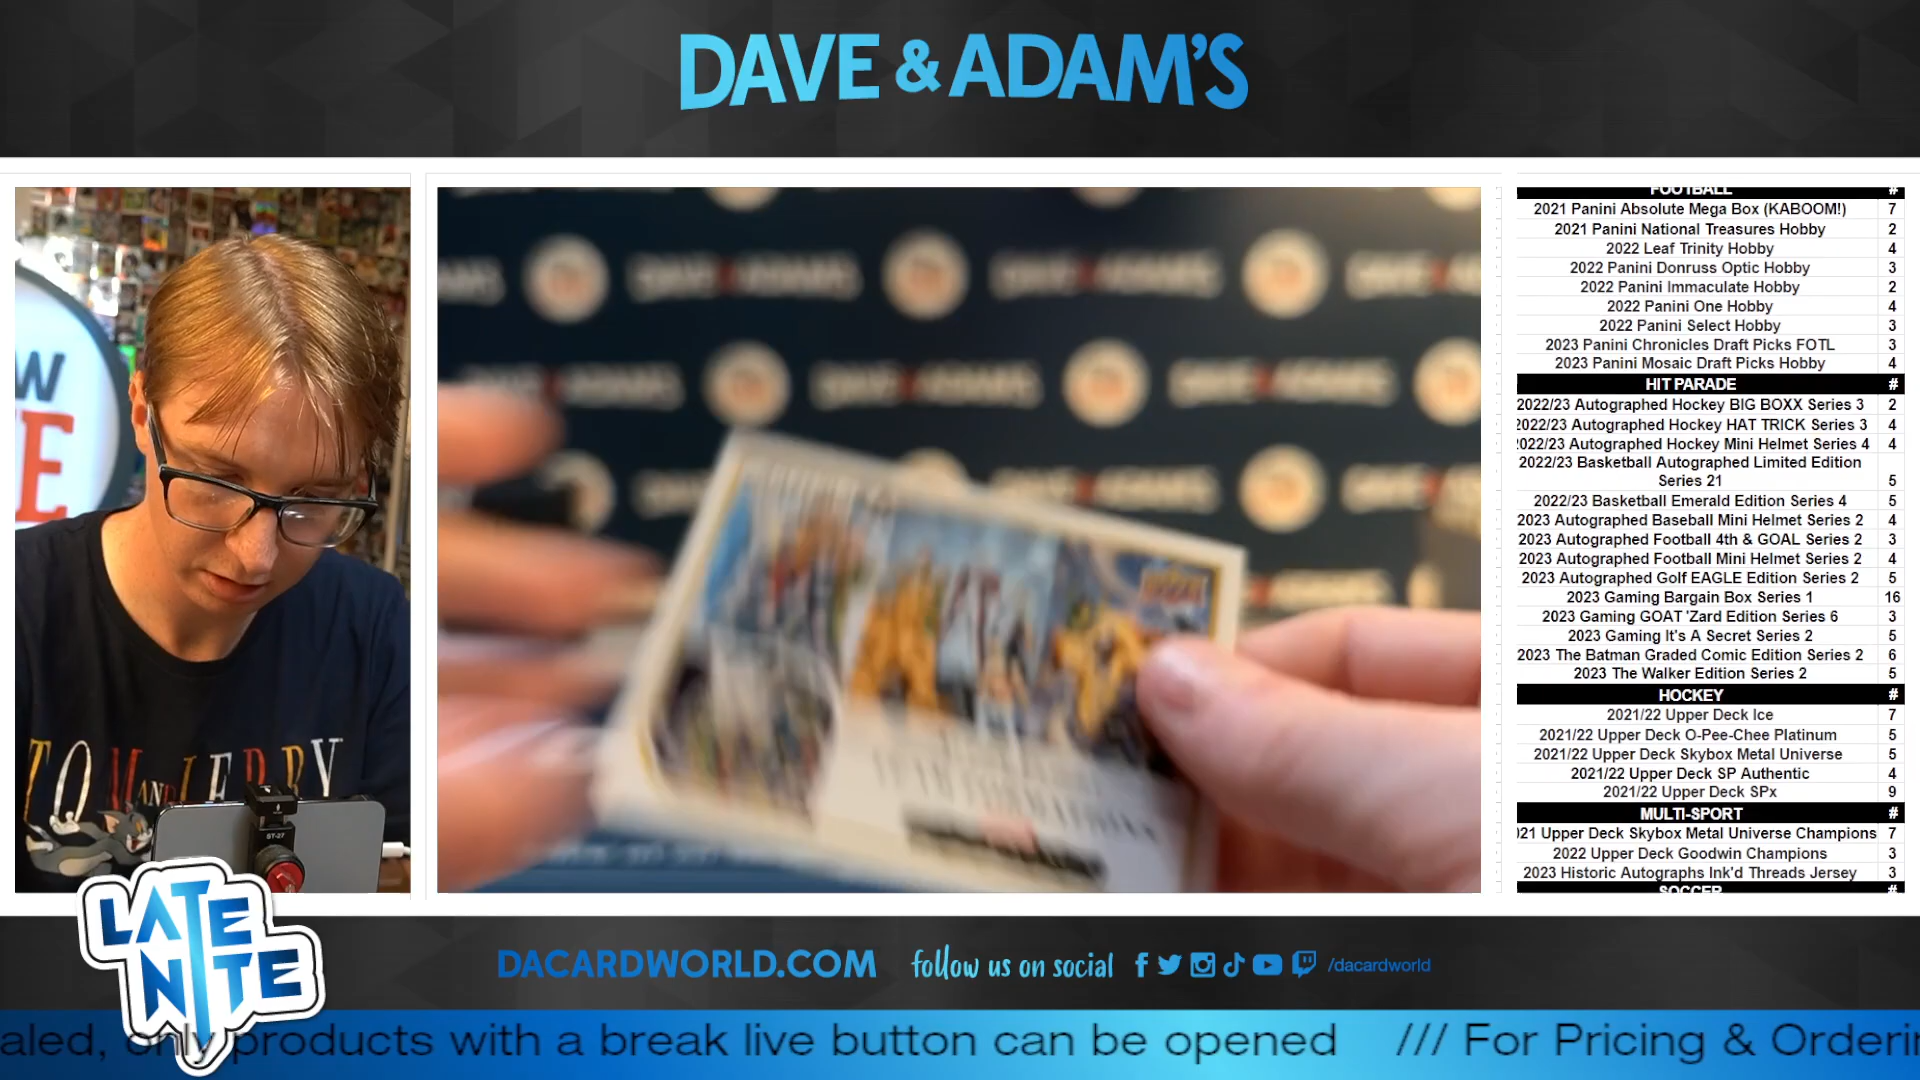 DAVE & ADAM'S
TOM AND JERRY
ST-27
FOOTBALL #
2021 Panini Absolute Mega Box (KABOOM!) 7
2021 Panini National Treasures Hobby 2
2022 Leaf Trinity Hobby 4
2022 Panini Donruss Optic Hobby 3
2022 Panini Immaculate Hobby 2
2022 Panini One Hobby 4
2022 Panini Select Hobby 3
2023 Panini Chronicles Draft Picks FOTL 3
2023 Panini Mosaic Draft Picks Hobby 4
HIT PARADE #
2022/23 Autographed Hockey BIG BOXX Series 3 2
2022/23 Autographed Hockey HAT TRICK Series 3 4
2022/23 Autographed Hockey Mini Helmet Series 4 4
2022/23 Basketball Autographed Limited Edition
Series 21 5
2022/23 Basketball Emerald Edition Series 4 5
2023 Autographed Baseball Mini Helmet Series 2 4
2023 Autographed Football 4th & GOAL Series 2 3
2023 Autographed Football Mini Helmet Series 2 4
2023 Autographed Golf EAGLE Edition Series 2 5
2023 Gaming Bargain Box Series 1 16
2023 Gaming GOAT 'Zard Edition Series 6 3
2023 Gaming It's A Secret Series 2 5
2023 The Batman Graded Comic Edition Series 2 6
2023 The Walker Edition Series 2 5
HOCKEY #
2021/22 Upper Deck Ice 7
2021/22 Upper Deck O-Pee-Chee Platinum 5
2021/22 Upper Deck Skybox Metal Universe 5
2021/22 Upper Deck SP Authentic 4
2021/22 Upper Deck SPx 9
MULTI-SPORT #
21 Upper Deck Skybox Metal Universe Champions 7
2022 Upper Deck Goodwin Champions 3
2023 Historic Autographs Ink'd Threads Jersey 3
SOCCER #
LATE
NITE
DACARDWORLD.COM follow us on social /dacardworld
aled, only products with a break live button can be opened /// For Pricing & Orderin